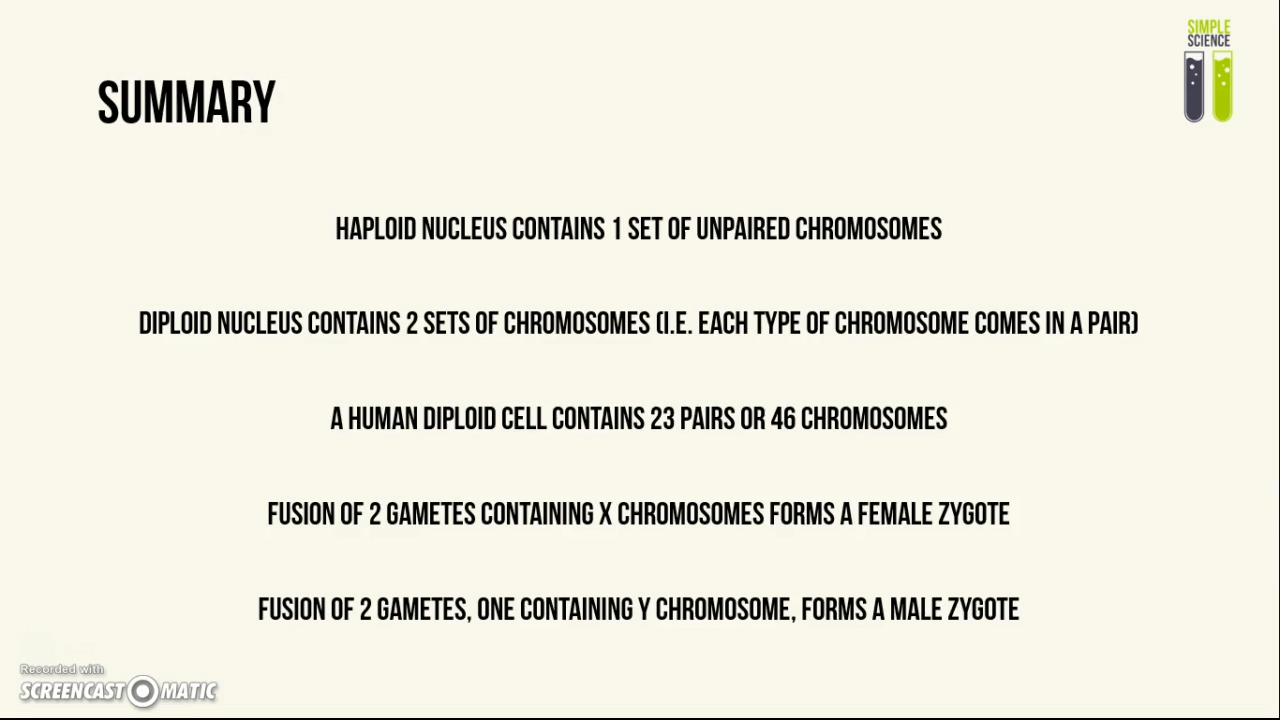 SIMPLE
SCIENCE
SUMMARY
HAPLOID NUCLEUS CONTAINS 1 SET OF UNPAIRED CHROMOSOMES
DIPLOID NUCLEUS CONTAINS 2 SETS OF CHROMOSOMES (I.E. EACH TYPE OF CHROMOSOME COMES IN A PAIR)
A HUMAN DIPLOID CELL CONTAINS 23 PAIRS OR 46 CHROMOSOMES
FUSION OF 2 GAMETES CONTAINING X CHROMOSOMES FORMS A FEMALE ZYGOTE
FUSION OF 2 GAMETES, ONE CONTAINING Y CHROMOSOME, FORMS A MALE ZYGOTE
Recorded with
SCREENCAST MATIC